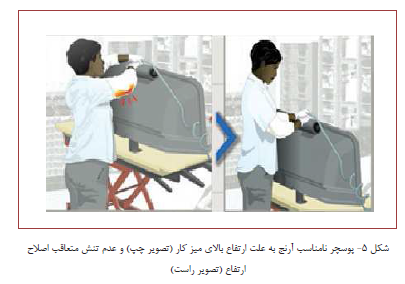 شکل ۵- پوسچر نامناسب آرنج به علت ارتفاع بالای میز کار (تصویر چپ) و عدم تنش متعاقب اصلاح
ارتفاع (تصویر راست)